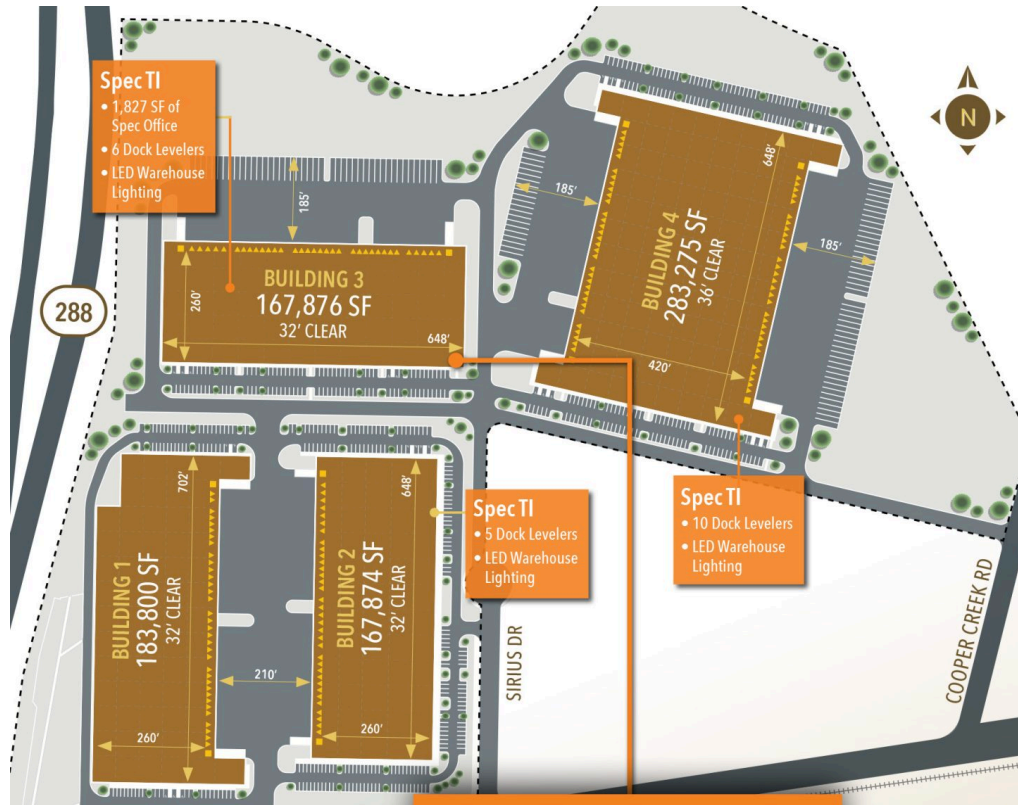 Spec TI
• 1,827 SF of
Spec Office
• 6 Dock Levelers
• LED Warehouse
Lighting
N
185'
648'
185'
185'
BUILDING 4
283,275 SF
36' CLEAR
420'
288
260'
BUILDING 3
167,876 SF
32' CLEAR
648'
702'
BUILDING 1
183,800 SF
32' CLEAR
260'
210'
648'
BUILDING 2
167,874 SF
32' CLEAR
260'
Spec TI
• 5 Dock Levelers
• LED Warehouse
Lighting
Spec TI
• 10 Dock Levelers
• LED Warehouse
Lighting
SIRIUS DR
COOPER CREEK RD